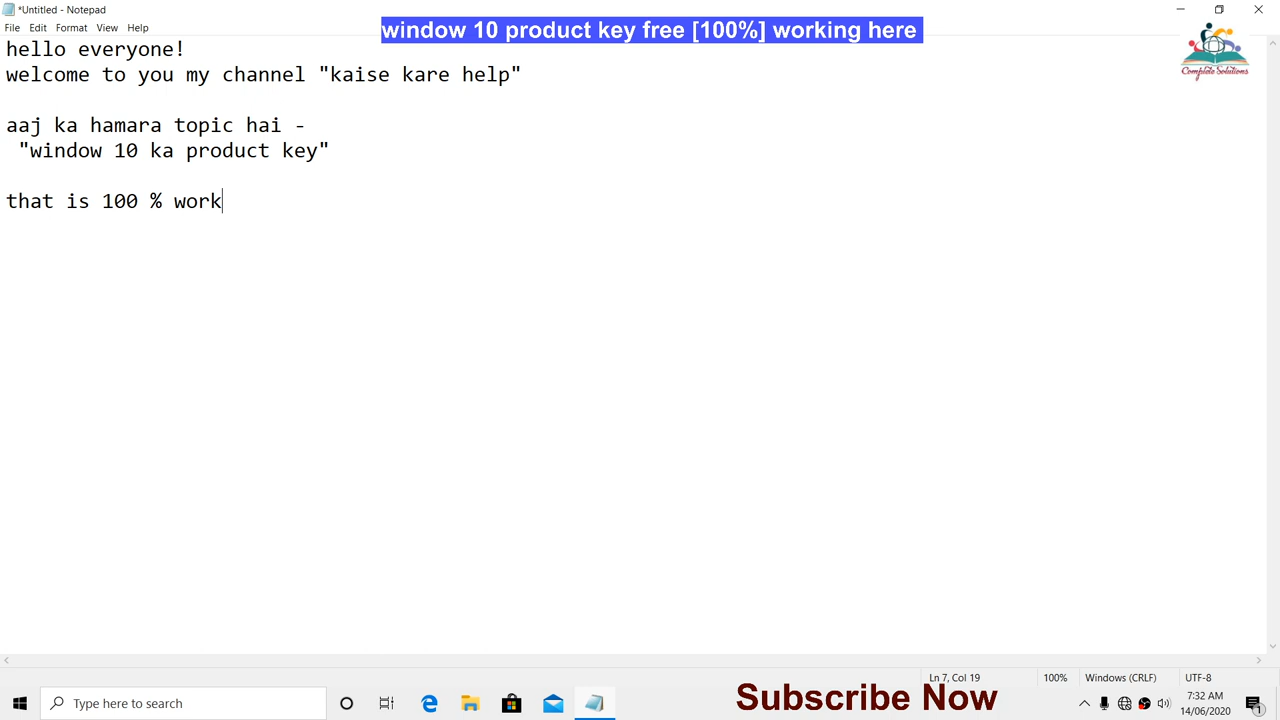 *Untitled - Notepad
window 10 product key free [100%] working here
File Edit Format View Help
hello everyone!
welcome to you my channel "kaise kare help"
Complete Solutions
aaj ka hamara topic hai -
"window 10 ka product key"
that is 100 % work
Ln 7, Col 19 100% Windows (CRLF) UTF-8
Type here to search
Subscribe Now
7:32 AM
14/06/2020
1